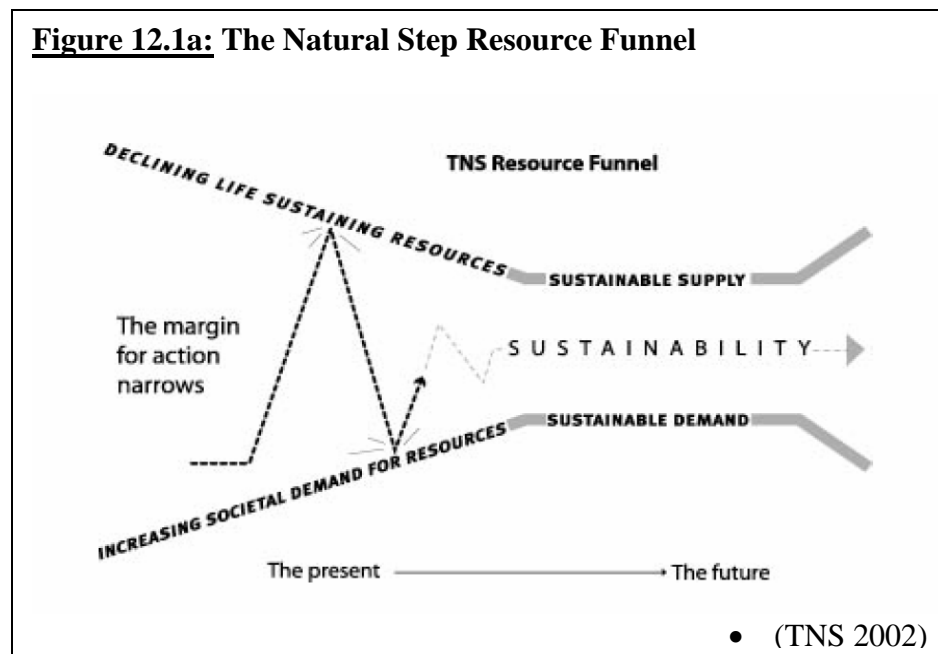 Figure 12.1a: The Natural Step Resource Funnel
DECLINING LIFE SUSTAINING RESOURCES
TNS Resource Funnel
SUSTAINABLE SUPPLY
The margin
for action
narrows
SUSTAINABILITY
SUSTAINABLE DEMAND
INCREASING SOCIETAL DEMAND FOR RESOURCES
The present
The future
• (TNS 2002)